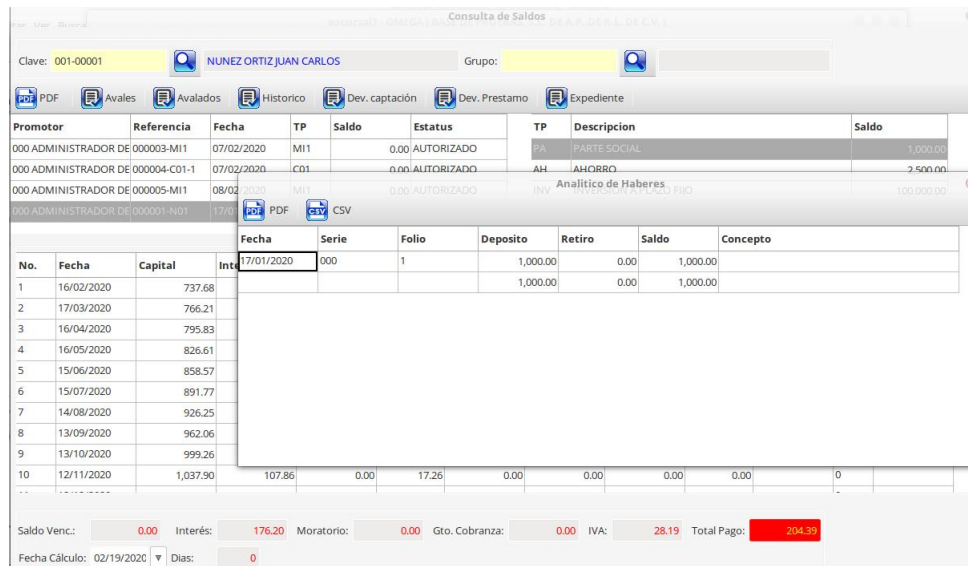 Consulta de Saldos
Clave: 001-00001 NUNEZ ORTIZ JUAN CARLOS Grupo:
PDF Avales Avalados Historico Dev. captación Dev. Prestamo Expediente
Promotor Referencia Fecha TP Saldo Estatus TP Descripcion Saldo
000 ADMINISTRADOR DE 000003-MI1 07/02/2020 MI1 0.00 AUTORIZADO PA PARTE SOCIAL 1,000.00
000 ADMINISTRADOR DE 000004-C01-1 07/02/2020 C01 0.00 AUTORIZADO AH AHORRO 2,500.00
000 ADMINISTRADOR DE 000005-MI1 08/02/2020 MI1 0.00 AUTORIZADO INV INVERSION A PLAZO FIJO 100,000.00
000 ADMINISTRADOR DE 000001-N01 17/01
Analitico de Haberes
PDF CSV
Fecha Serie Folio Deposito Retiro Saldo Concepto
17/01/2020 000 1 1,000.00 0.00 1,000.00
1,000.00 0.00 1,000.00
No. Fecha Capital Inte
1 16/02/2020 737.68
2 17/03/2020 766.21
3 16/04/2020 795.83
4 16/05/2020 826.61
5 15/06/2020 858.57
6 15/07/2020 891.77
7 14/08/2020 926.25
8 13/09/2020 962.06
9 13/10/2020 999.26
10 12/11/2020 1,037.90 107.86 0.00 17.26 0.00 0.00 0.00 0.00 0
Saldo Venc.: 0.00 Interés: 176.20 Moratorio: 0.00 Gto. Cobranza: 0.00 IVA: 28.19 Total Pago: 204.39
Fecha Cálculo: 02/19/2020 Dias: 0